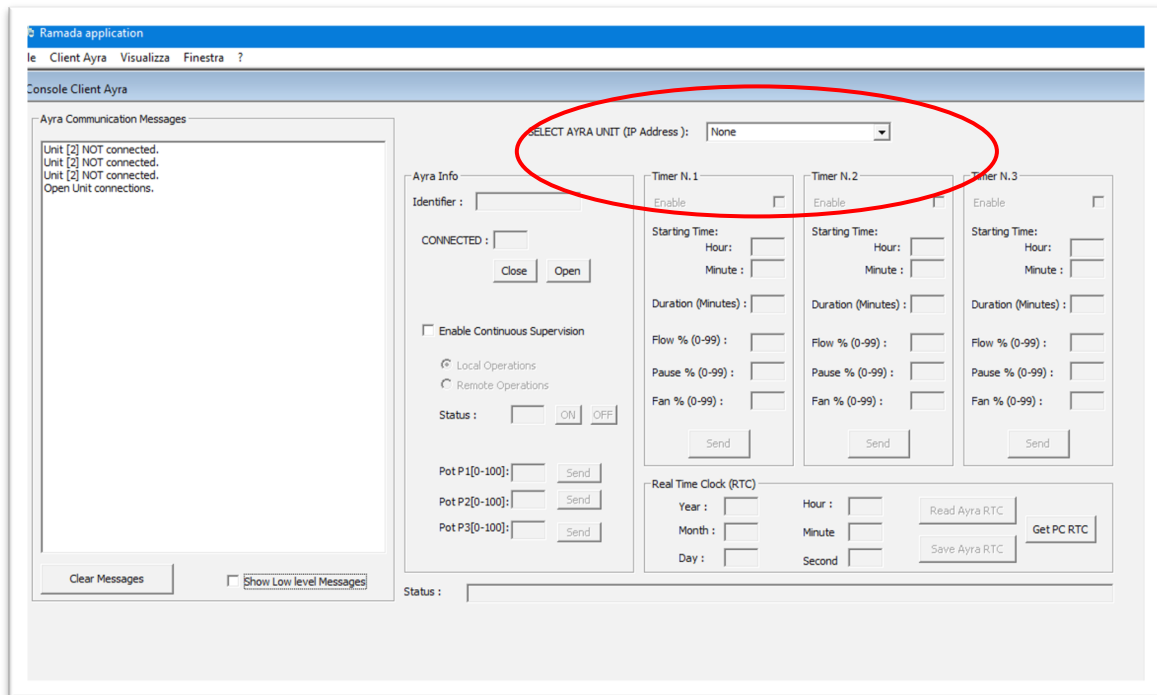 Ramada application
le Client Ayra Visualizza Finestra ?
Console Client Ayra
Ayra Communication Messages
Unit [2] NOT connected.
Unit [2] NOT connected.
Unit [2] NOT connected.
Open Unit connections.
Clear Messages
Show Low level Messages
SELECT AYRA UNIT (IP Address ): None
Ayra Info
Identifier :
CONNECTED :
Close Open
Enable Continuous Supervision
Local Operations
Remote Operations
Status : ON OFF
Pot P1[0-100]: Send
Pot P2[0-100]: Send
Pot P3[0-100]: Send
Timer N.1
Enable
Starting Time:
Hour:
Minute :
Duration (Minutes) :
Flow % (0-99) :
Pause % (0-99) :
Fan % (0-99) :
Send
Timer N.2
Enable
Starting Time:
Hour:
Minute :
Duration (Minutes) :
Flow % (0-99) :
Pause % (0-99) :
Fan % (0-99) :
Send
Timer N.3
Enable
Starting Time:
Hour:
Minute :
Duration (Minutes) :
Flow % (0-99) :
Pause % (0-99) :
Fan % (0-99) :
Send
Real Time Clock (RTC)
Year : Hour :
Month : Minute
Day : Second
Read Ayra RTC
Save Ayra RTC
Get PC RTC
Status :